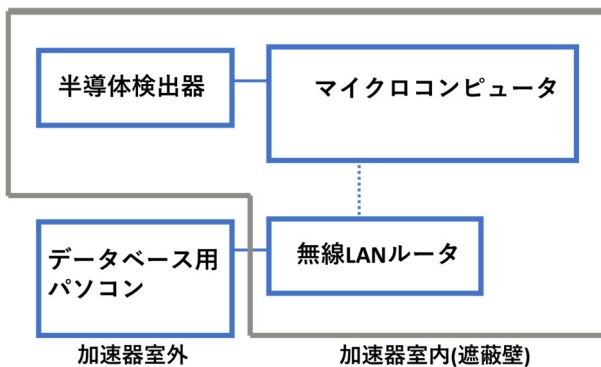 半導体検出器
マイクロコンピュータ
データベース用
パソコン
無線LANルータ
加速器室外
加速器室内(遮蔽壁)